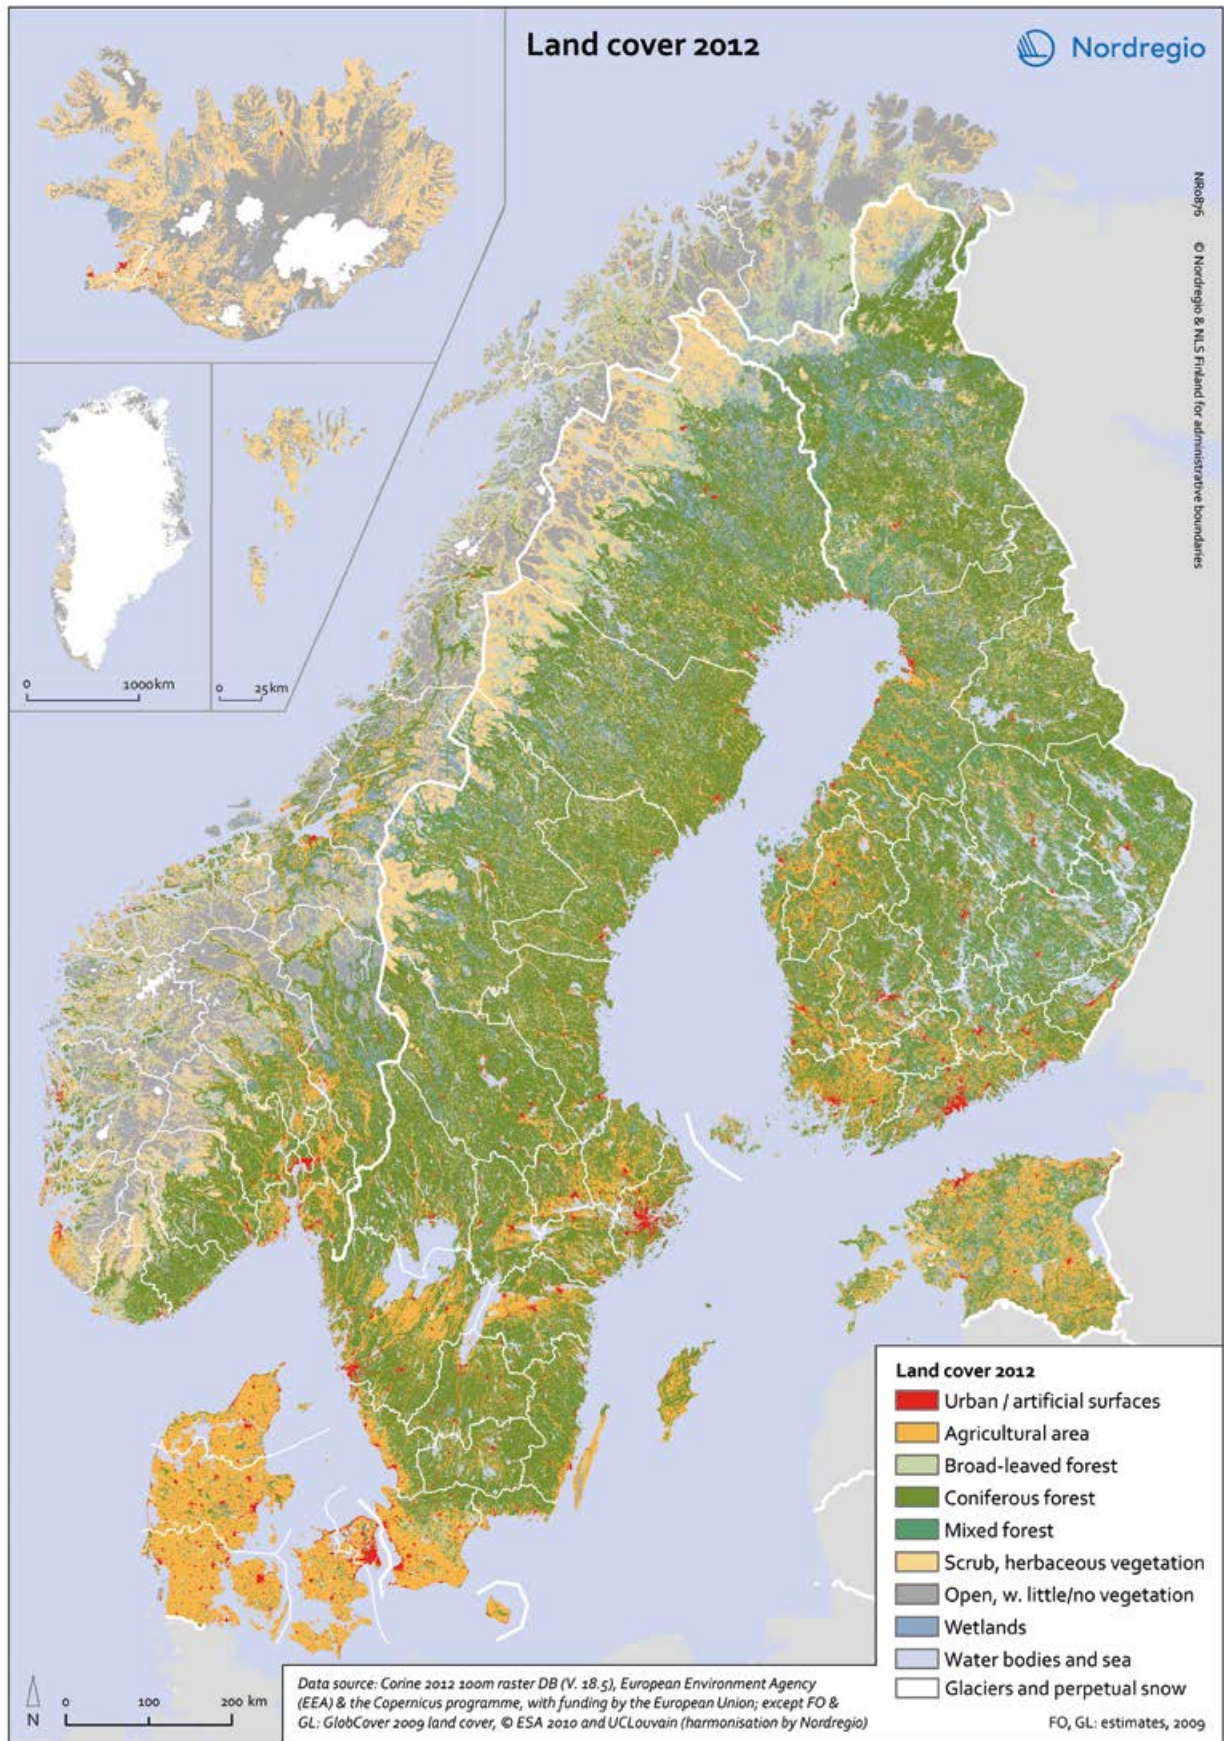 Land cover 2012
Nordregio
NR0876 © Nordregio & NLS Finland for administrative boundaries
0 1000km
0 25km
Land cover 2012
Urban / artificial surfaces
Agricultural area
Broad-leaved forest
Coniferous forest
Mixed forest
Scrub, herbaceous vegetation
Open, w. little/no vegetation
Wetlands
Water bodies and sea
Glaciers and perpetual snow
FO, GL: estimates, 2009
N
0 100 200 km
Data source: Corine 2012 100m raster DB (V. 18.5), European Environment Agency
(EEA) & the Copernicus programme, with funding by the European Union; except FO &
GL: GlobCover 2009 land cover, © ESA 2010 and UCLouvain (harmonisation by Nordregio)